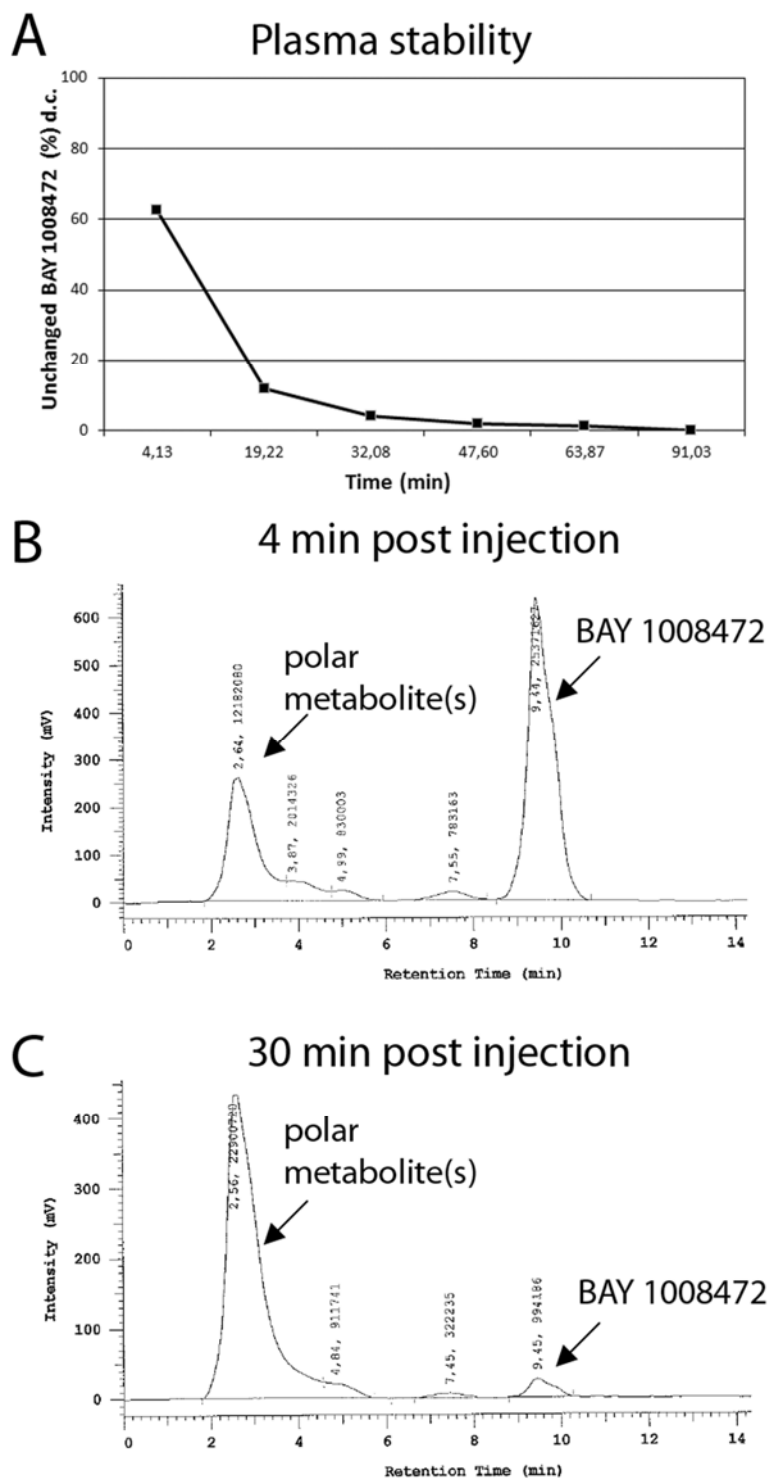 A
Plasma stability
Unchanged BAY 1008472
(%) d.c.
100
80
60
40
20
0
4,13 19,22 32,08 47,60 63,87 91,03
Time (min)
B
4 min post injection
Intensity (mV)
600
500
400
300
200
100
0
polar
metabolite(s)
BAY 1008472
2,64, 12182080
3,87, 2014326
4,99, 830003
7,55, 783163
9,44, 25371627
0 2 4 6 8 10 12 14
Retention Time (min)
C
30 min post injection
Intensity (mV)
400
300
200
100
0
polar
metabolite(s)
BAY 1008472
2,56,
4,84, 911741
7,45, 322235
9,45, 994186
0 2 4 6 8 10 12 14
Retention Time (min)